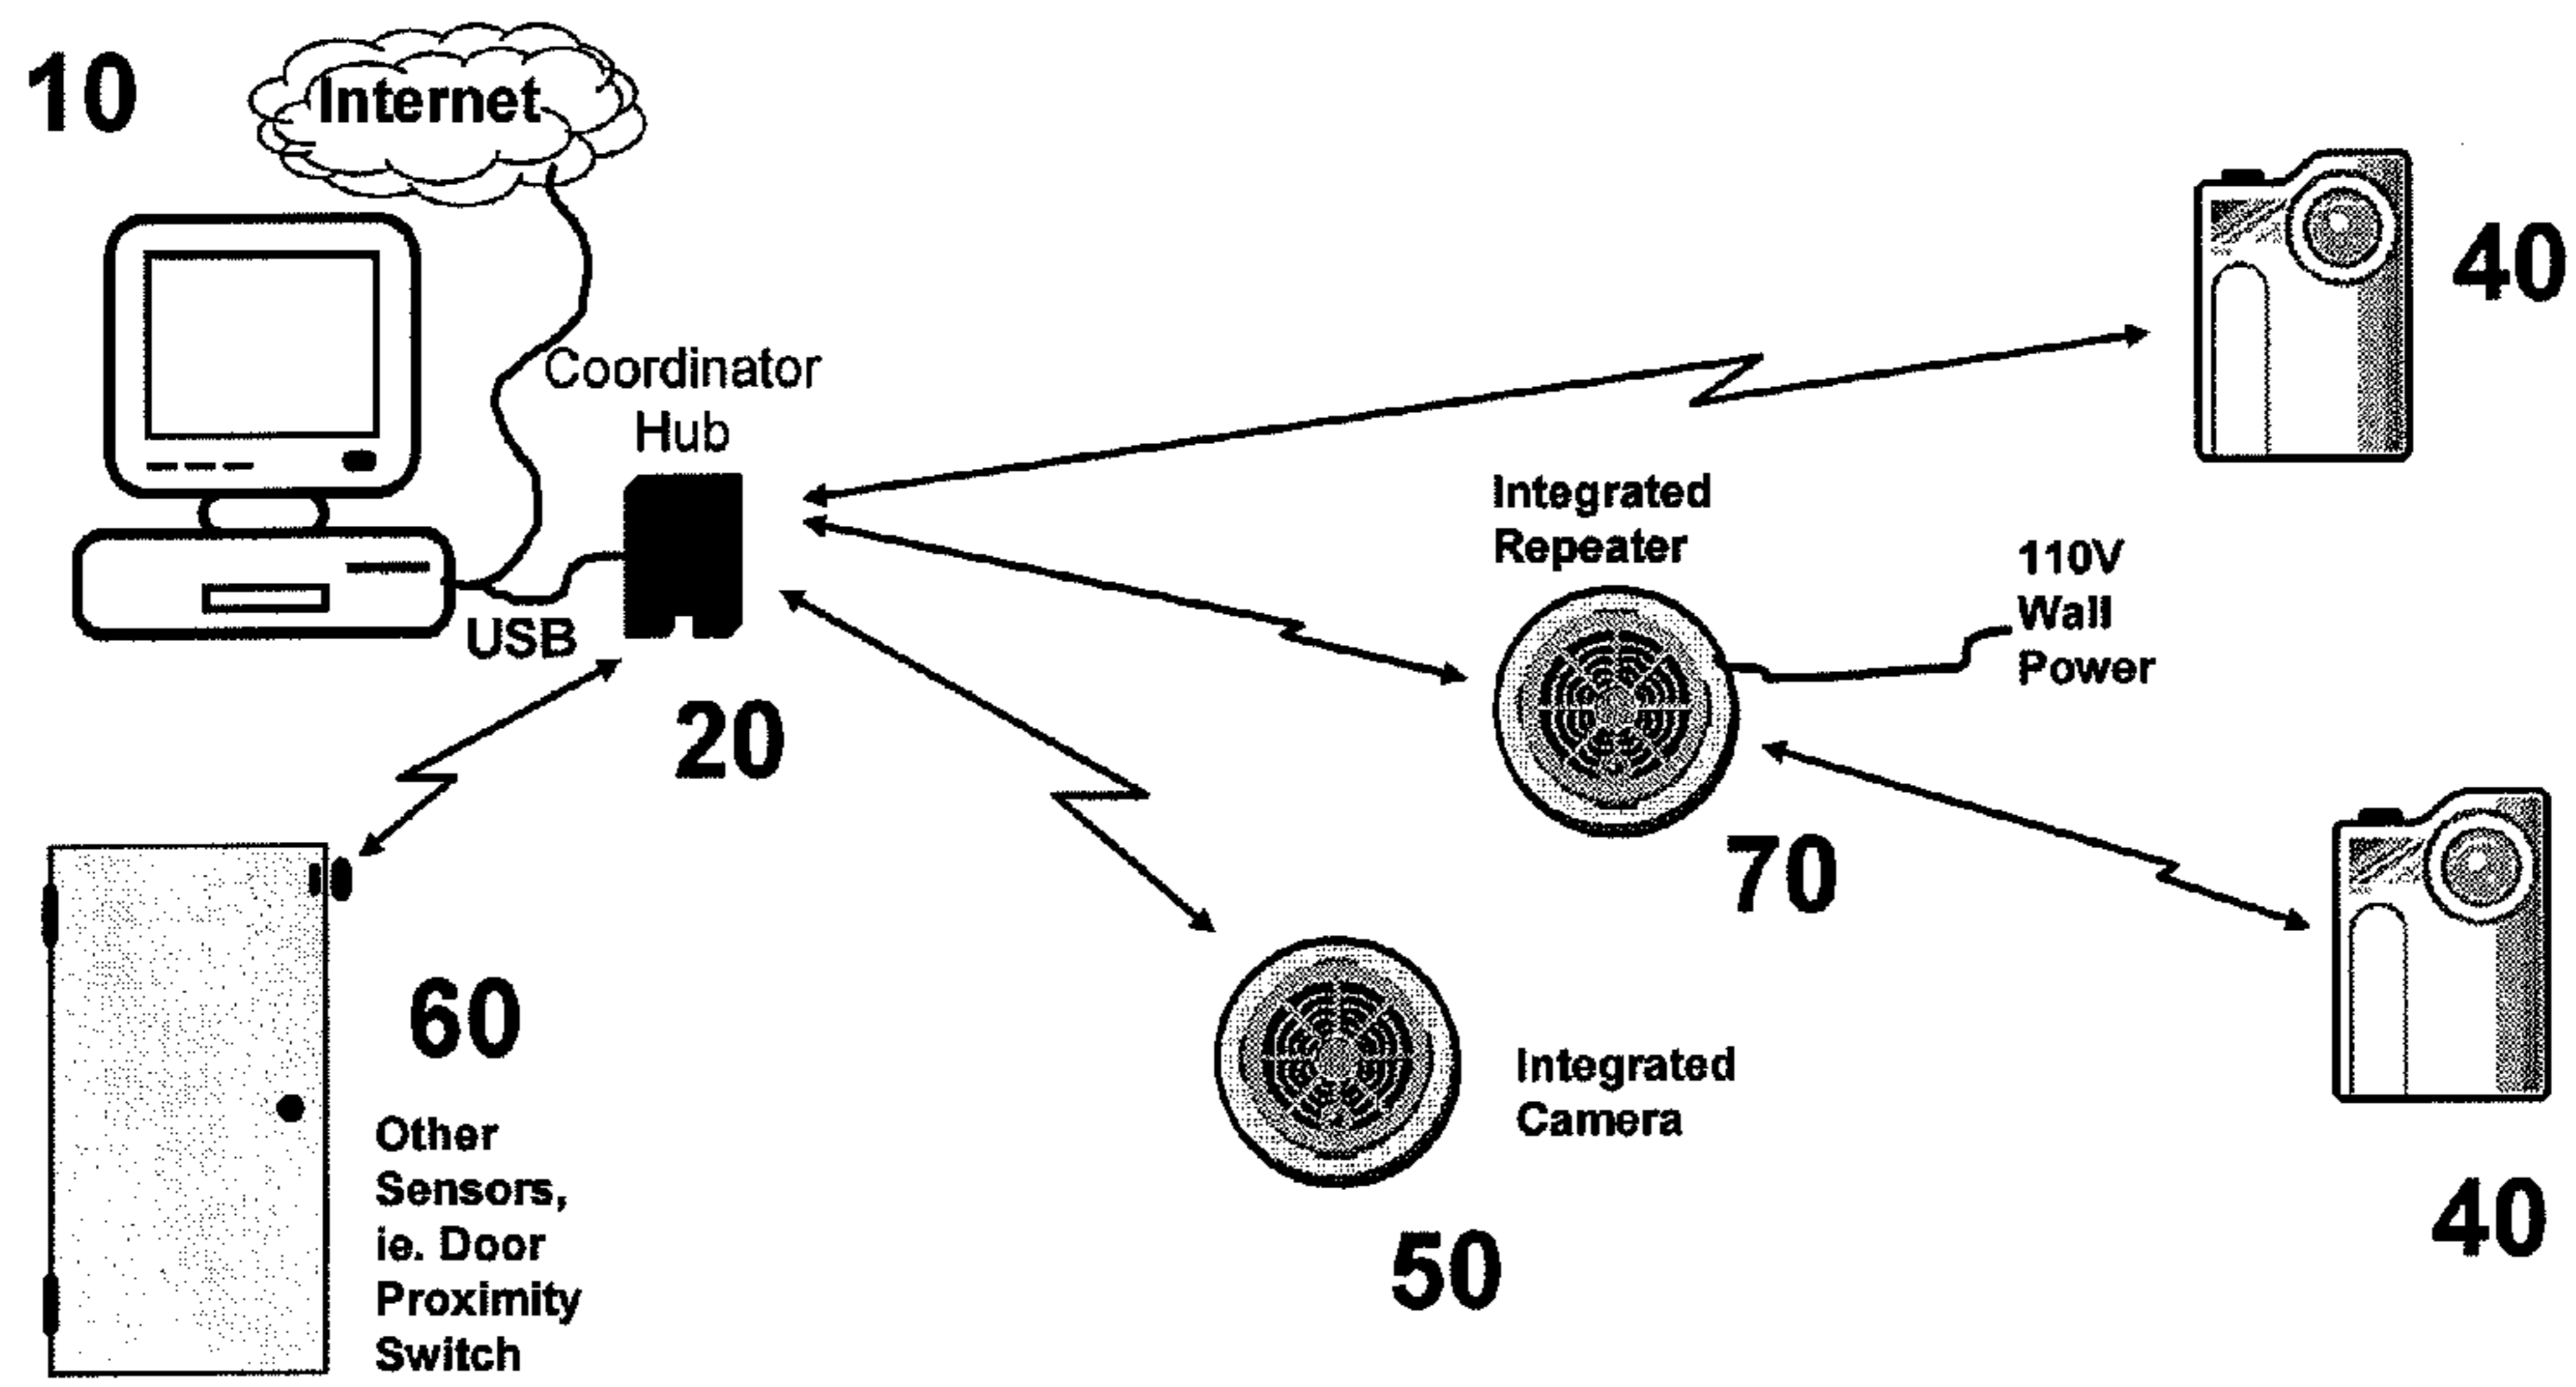 10
Internet
40
Coordinator
Hub
Integrated
Repeater
110V
Wall
Power
USB
20
70
60
Other
Sensors,
ie. Door
Proximity
Switch
Integrated
Camera
50
40